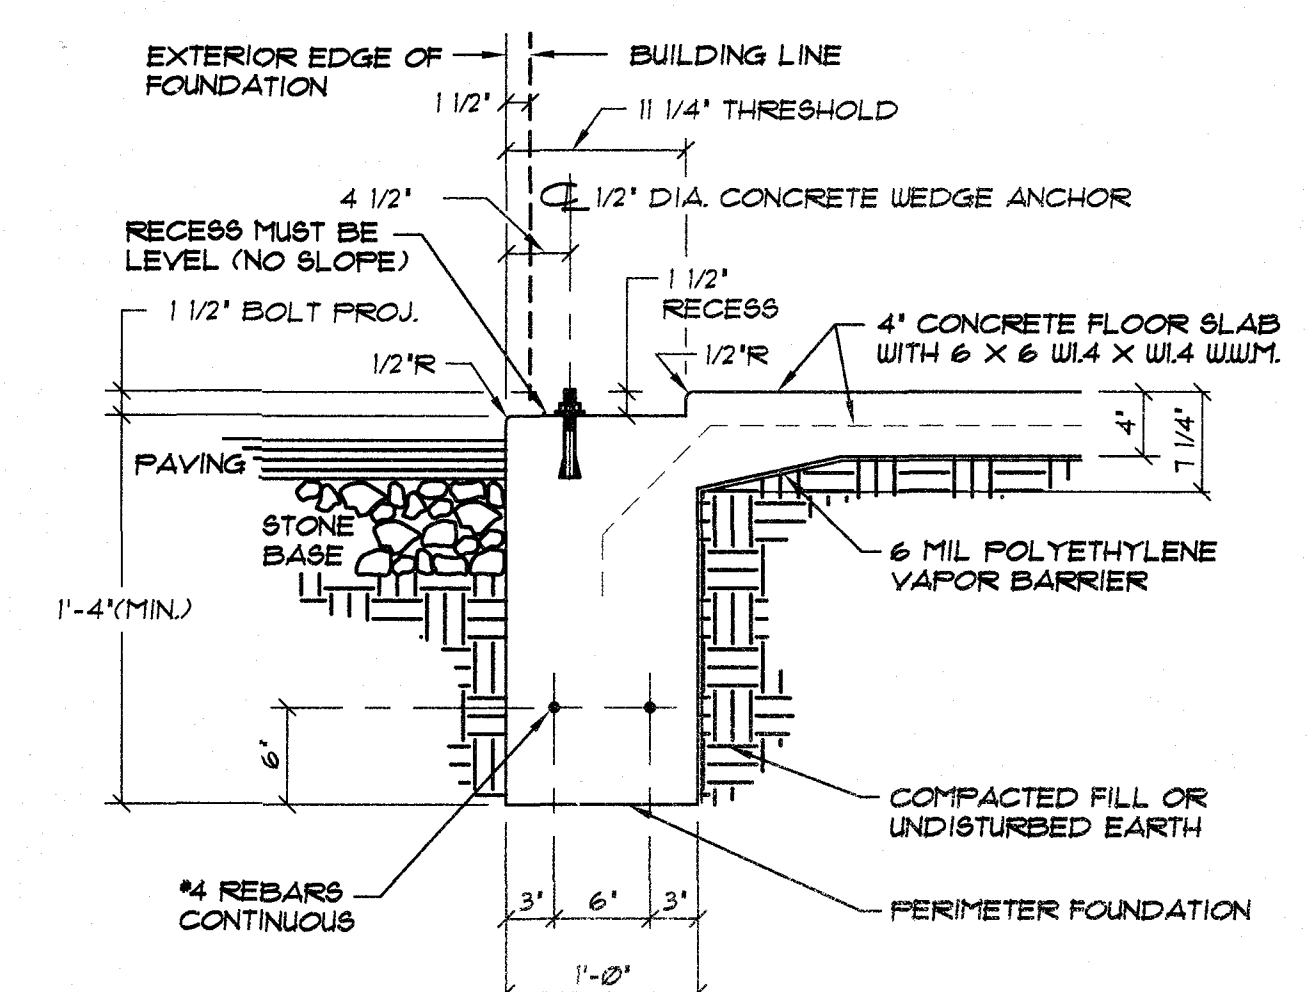 EXTERIOR EDGE OF
FOUNDATION
BUILDING LINE
1 1/2"
11 1/4" THRESHOLD
4 1/2"
℄ 1/2" DIA. CONCRETE WEDGE ANCHOR
RECESS MUST BE
LEVEL (NO SLOPE)
1 1/2"
RECESS
1 1/2" BOLT PROJ.
4" CONCRETE FLOOR SLAB
WITH 6 X 6 W1.4 X W1.4 W.W.M.
1/2"R
1/2"R
4"
7 1/4"
PAVING
STONE
BASE
6 MIL POLYETHYLENE
VAPOR BARRIER
1'-4"(MIN.)
6"
COMPACTED FILL OR
UNDISTURBED EARTH
#4 REBARS
CONTINUOUS
3"
6"
3"
PERIMETER FOUNDATION
1'-0"